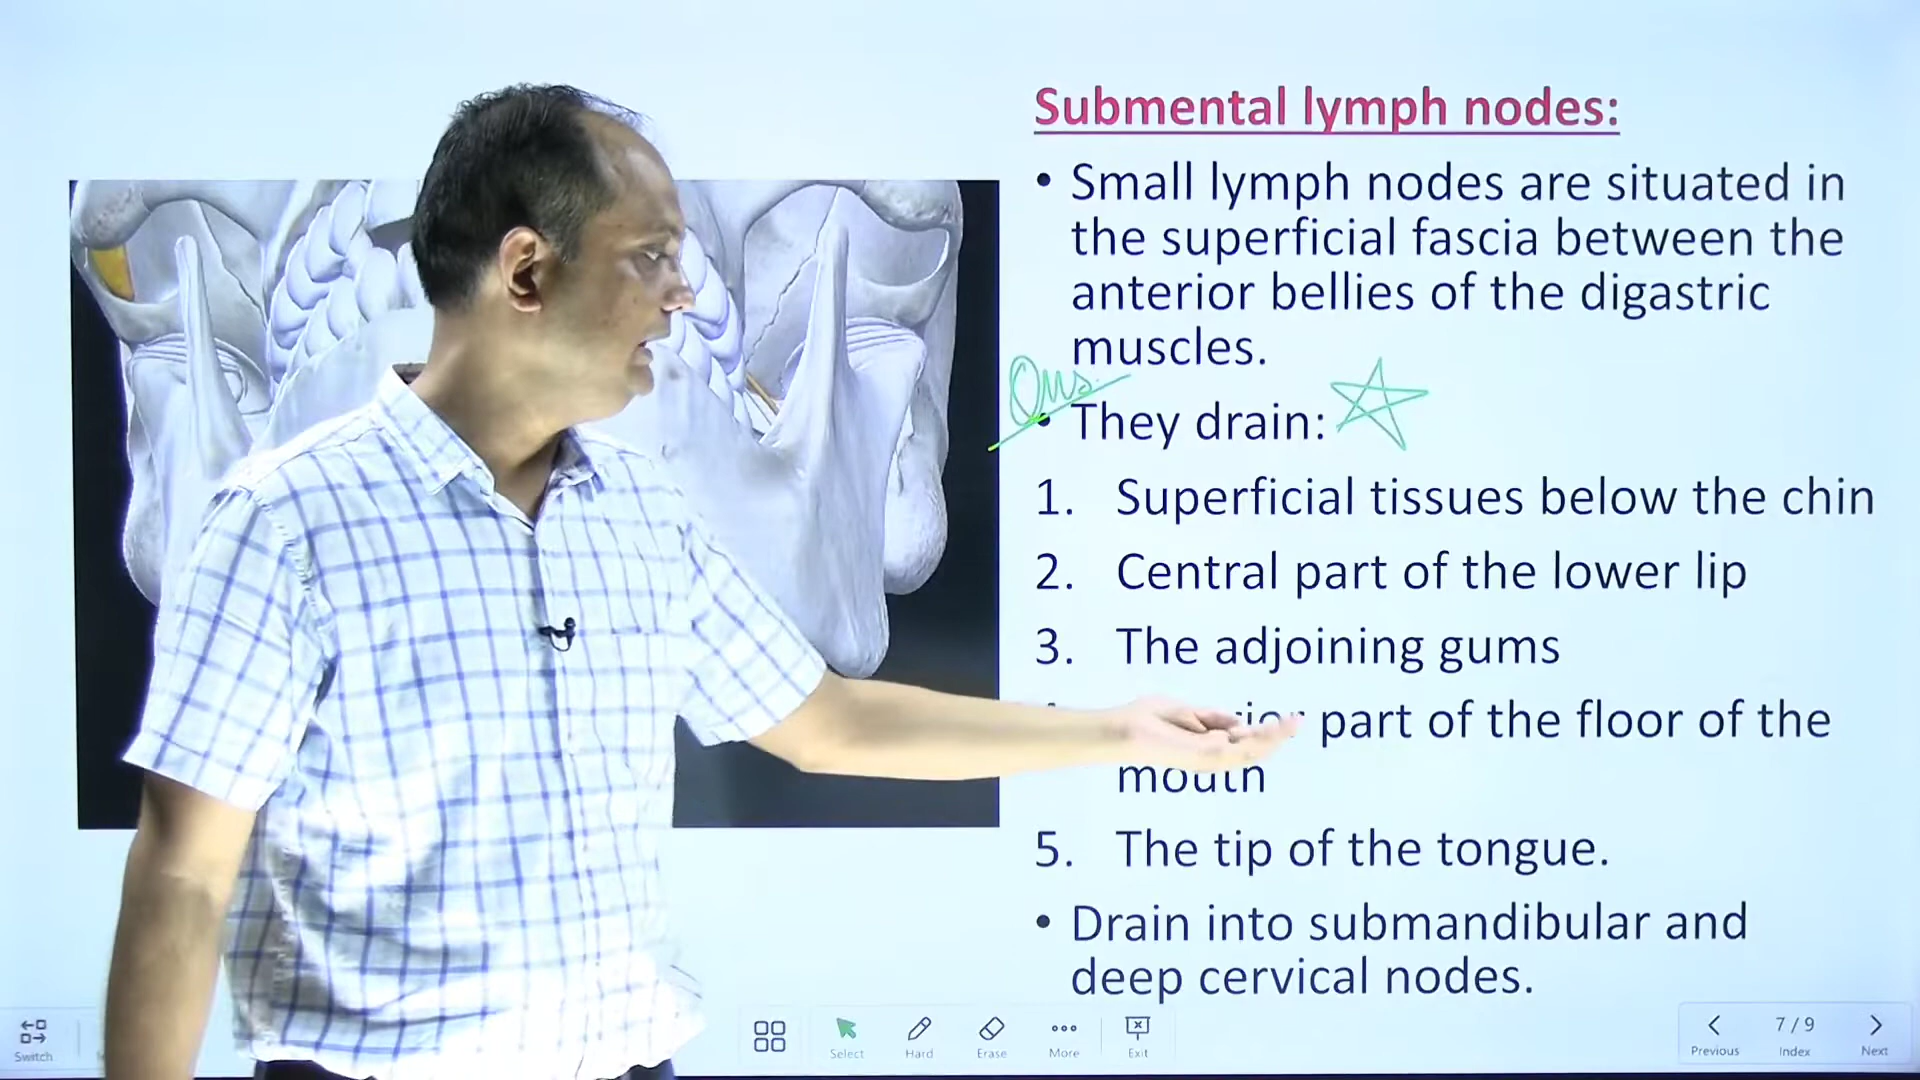 Submental lymph nodes:
• Small lymph nodes are situated in
the superficial fascia between the
anterior bellies of the digastric
muscles.
Ques.
• They drain:
1. Superficial tissues below the chin
2. Central part of the lower lip
3. The adjoining gums
part of the floor of the
mouth
5. The tip of the tongue.
• Drain into submandibular and
deep cervical nodes.
Switch
Select
Hard
Erase
More
Exit
Previous
7 / 9
Index
Next